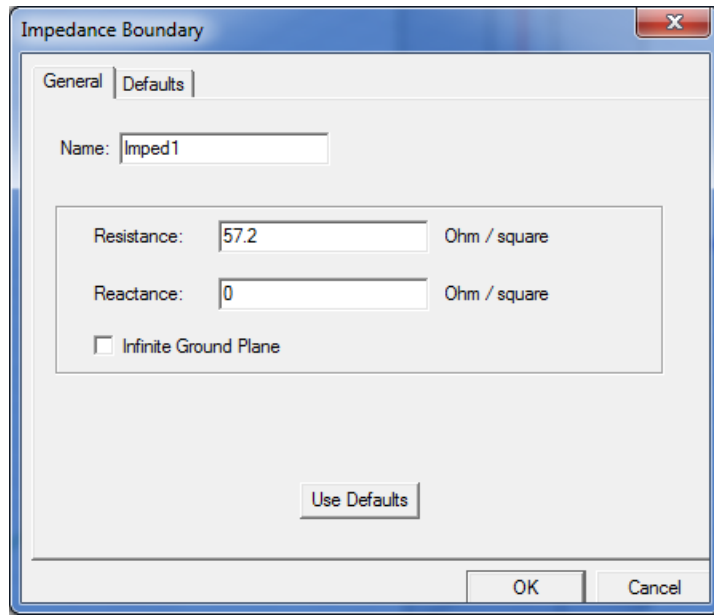 Impedance Boundary
General Defaults
Name: Imped1
Resistance: 57.2 Ohm / square
Reactance: 0 Ohm / square
Infinite Ground Plane
Use Defaults
OK Cancel